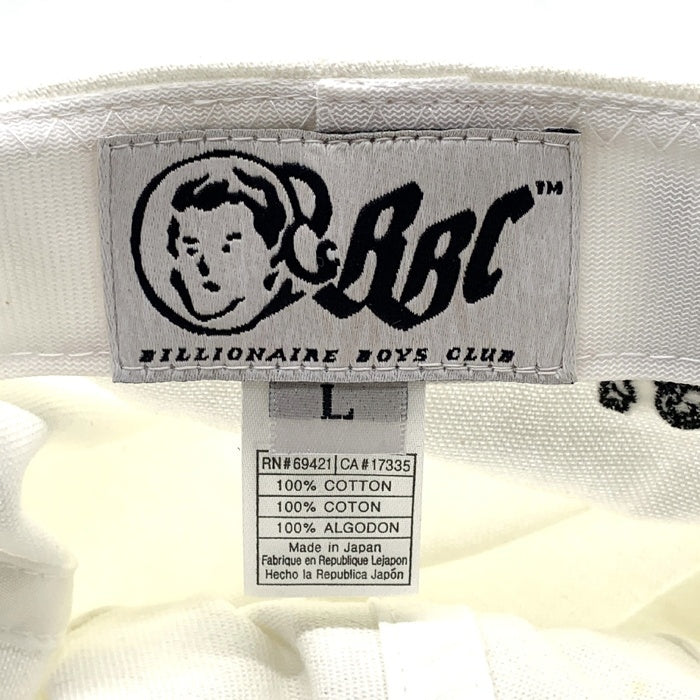 BBC™
BILLIONAIRE BOYS CLUB
L
RN#69421 CA#17335
100% COTTON
100% COTON
100% ALGODON
Made in Japan
Fabrique en Republique Lejapon
Hecho la Republica Japón